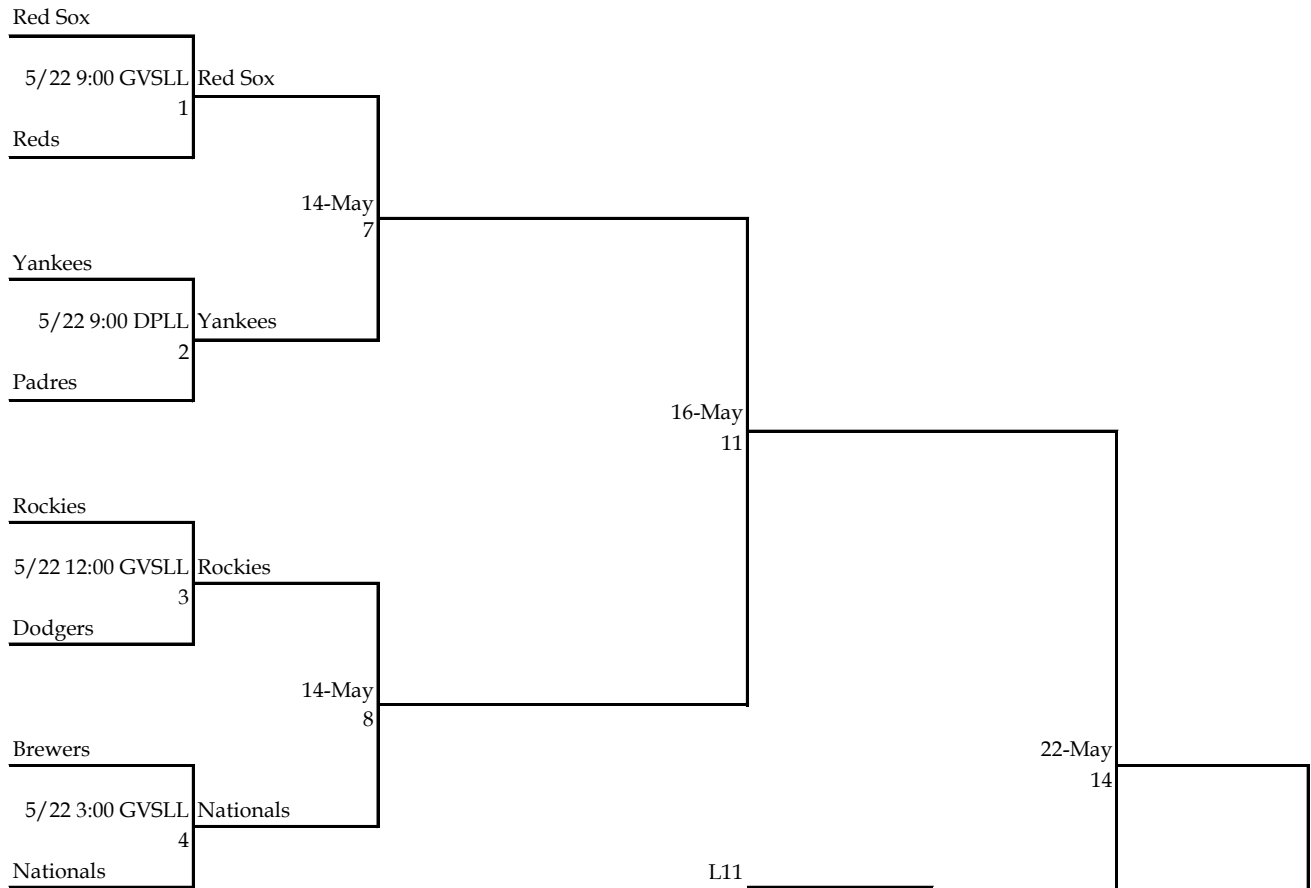 Red Sox
5/22 9:00 GVSLL Red Sox
1
Reds
14-May
7
Yankees
5/22 9:00 DPLL Yankees
2
Padres
16-May
11
Rockies
5/22 12:00 GVSLL Rockies
3
Dodgers
14-May
8
Brewers
22-May
14
5/22 3:00 GVSLL Nationals
4
Nationals
L11